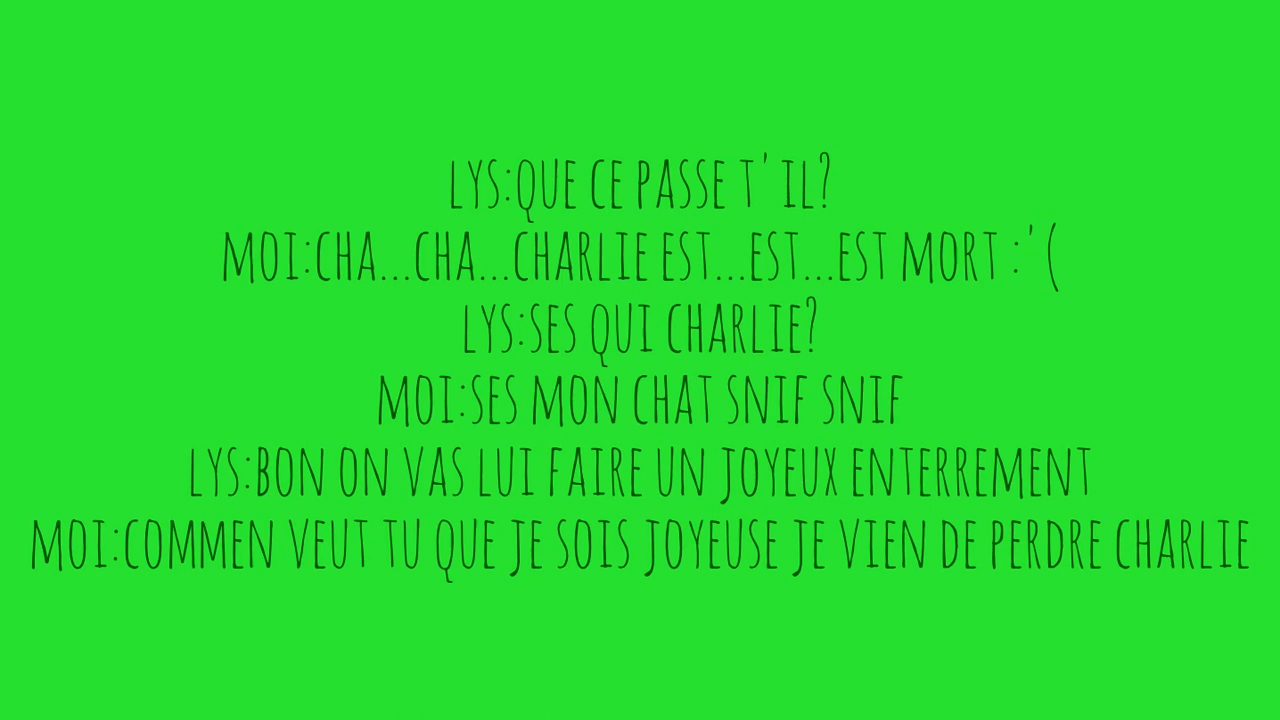 LYS:QUE CE PASSE T'IL?
MOI:CHA...CHA...CHARLIE EST...EST...EST MORT :'(
LYS:SES QUI CHARLIE?
MOI:SES MON CHAT SNIF SNIF
LYS:BON ON VAS LUI FAIRE UN JOYEUX ENTERREMENT
MOI:COMMEN VEUT TU QUE JE SOIS JOYEUSE JE VIEN DE PERDRE CHARLIE